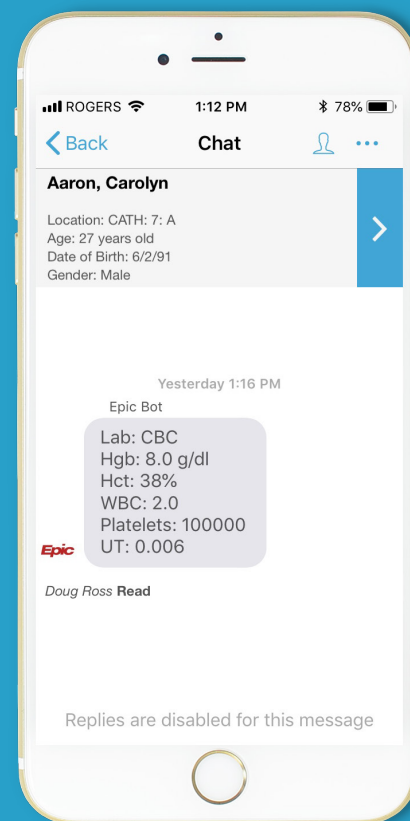 ROGERS 1:12 PM 78%
Back Chat
Aaron, Carolyn
Location: CATH: 7: A
Age: 27 years old
Date of Birth: 6/2/91
Gender: Male
Yesterday 1:16 PM
Epic Bot
Lab: CBC
Hgb: 8.0 g/dl
Hct: 38%
WBC: 2.0
Platelets: 100000
UT: 0.006
Epic
Doug Ross Read
Replies are disabled for this message